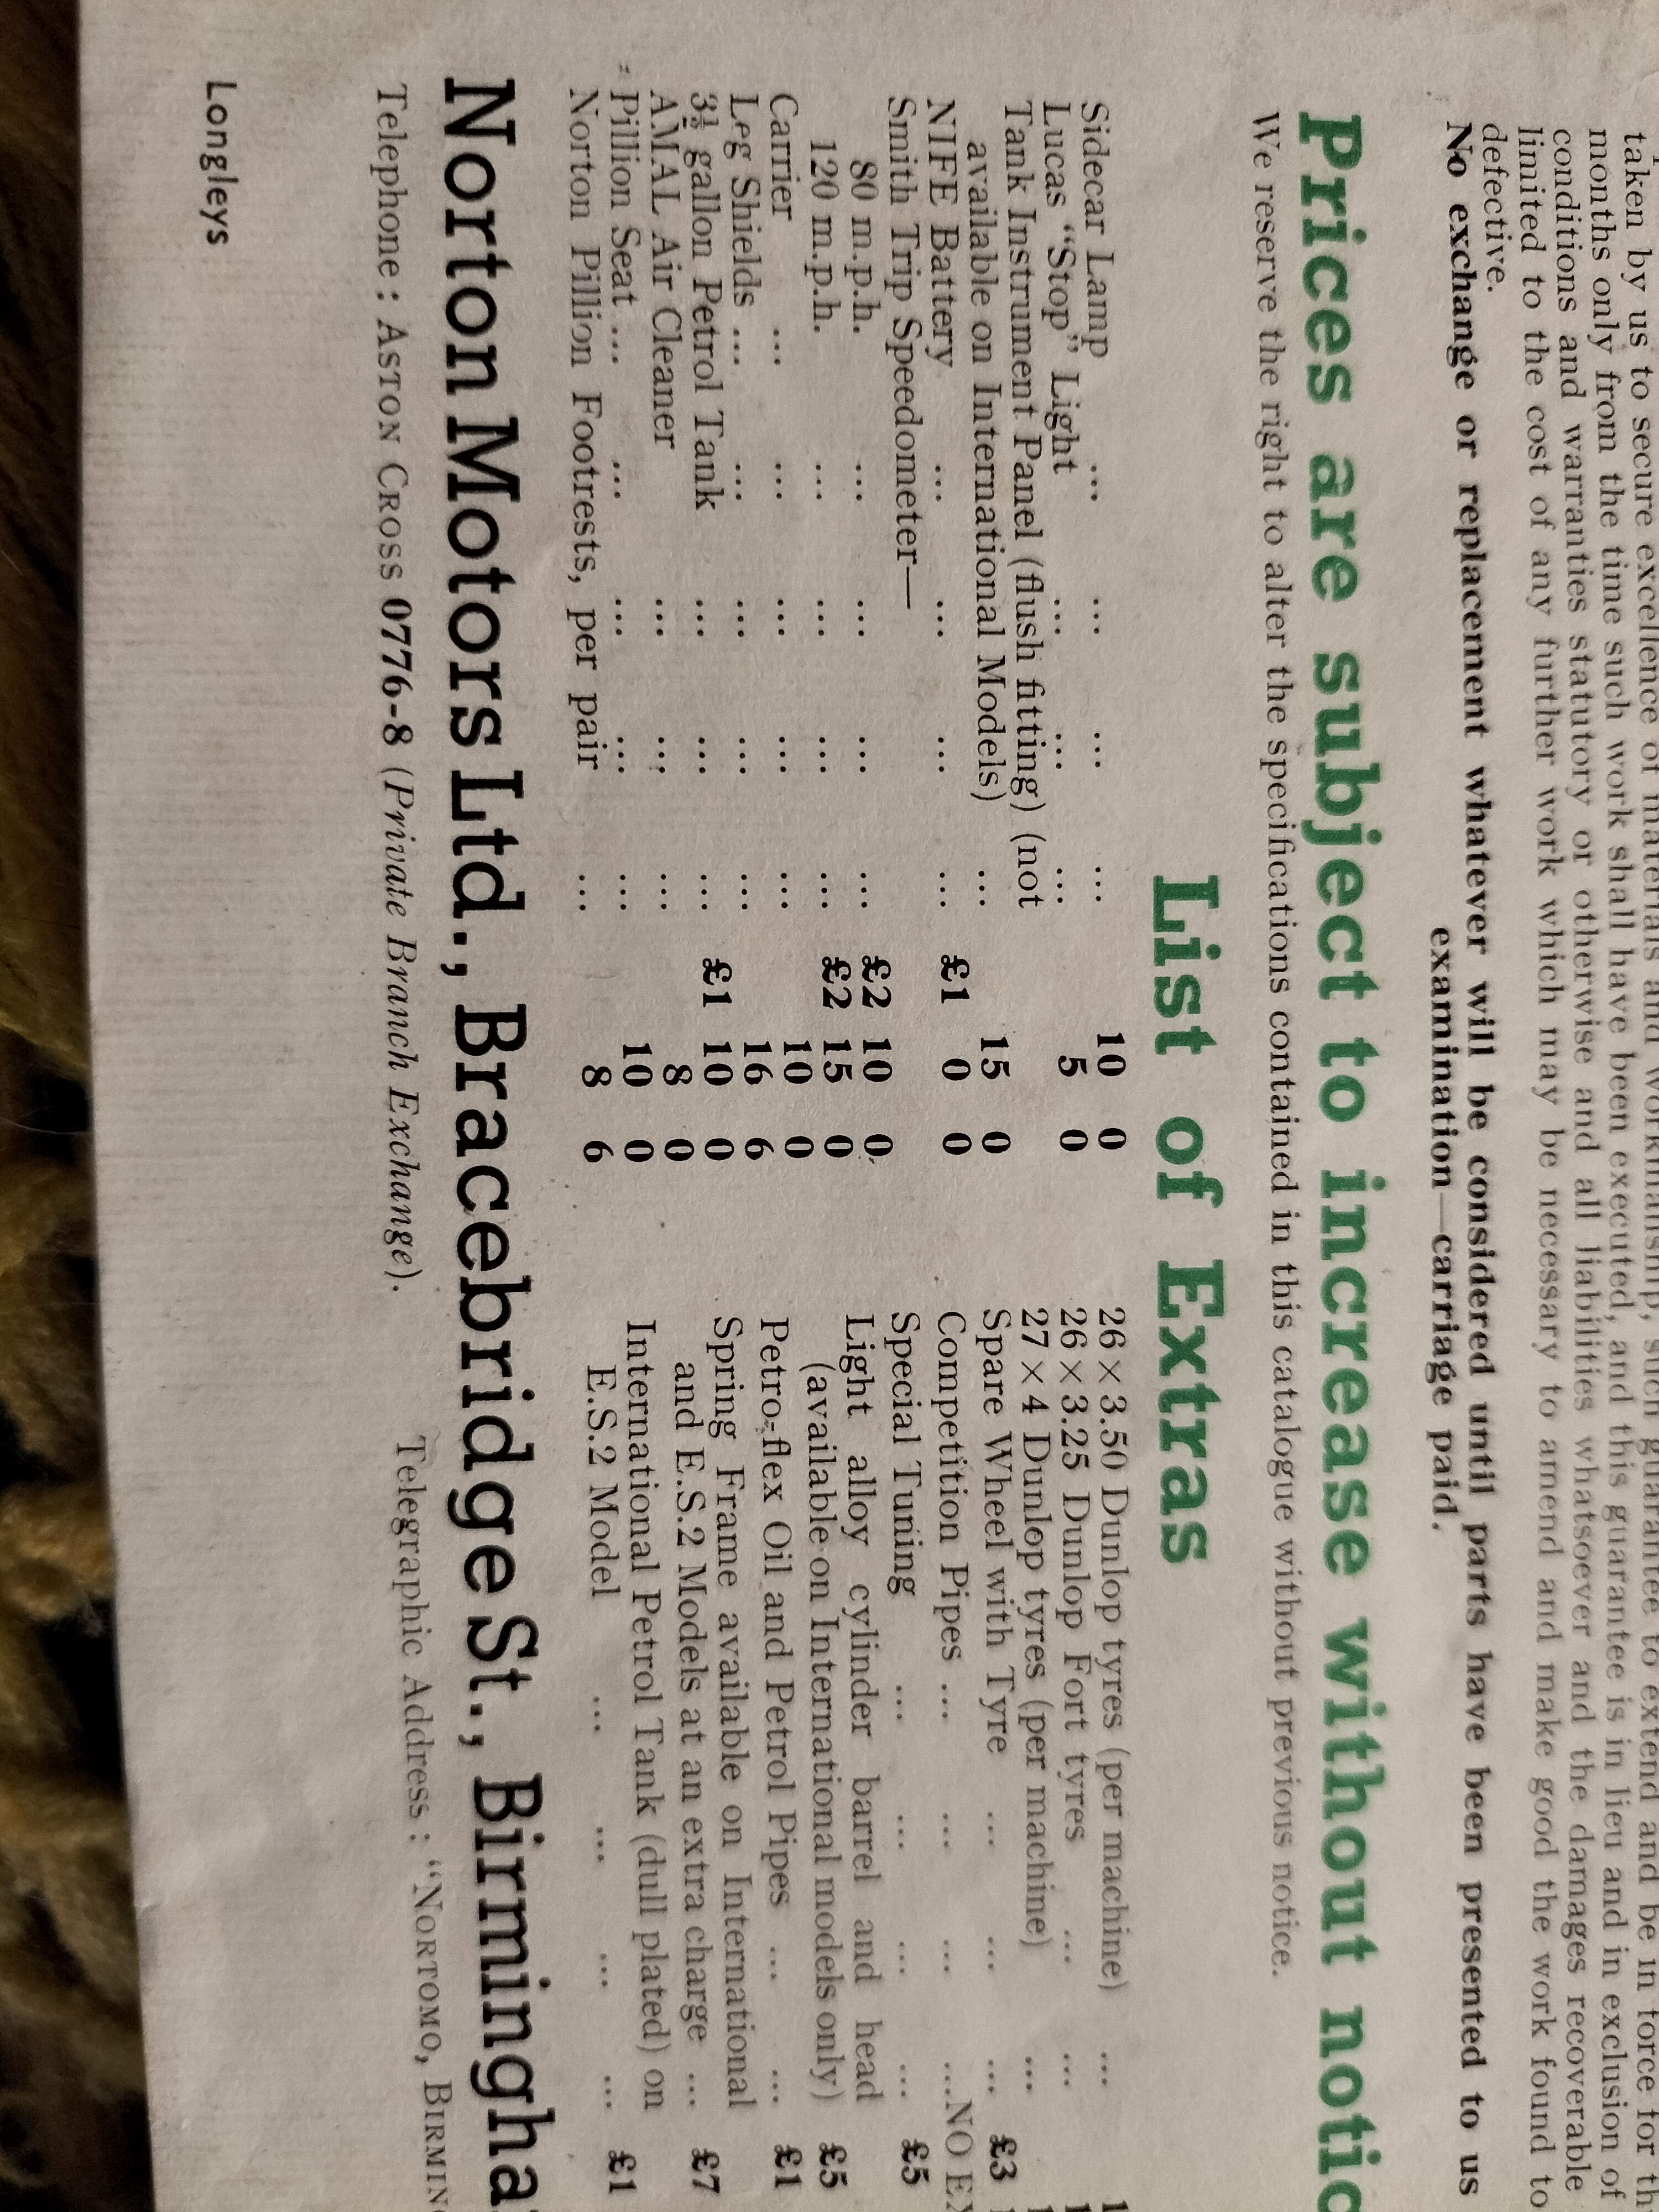 taken by us to secure excellence of materials and workmanship, such guarantee to extend and be in force for
months only from the time such work shall have been executed, and this guarantee is in lieu and in exclusion of
conditions and warranties statutory or otherwise and all liabilities whatsoever and the damages recoverable
limited to the cost of any further work which may be necessary to amend and make good the work found to
defective.
No exchange or replacement whatever will be considered until parts have been presented to us
examination—carriage paid.
Prices are subject to increase without
We reserve the right to alter the specifications contained in this catalogue without previous notice.
List of Extras
Sidecar Lamp ... ... ... ... 10 0
Lucas “Stop” Light ... ... ... 5 0
Tank Instrument Panel (flush fitting) (not
available on International Models) ... 15 0
NIFE Battery ... ... ... ... £1 0 0
Smith Trip Speedometer—
80 m.p.h. ... ... ... ... £2 10 0
120 m.p.h. ... ... ... ... £2 15 0
Carrier ... ... ... ... ... 10 0
Leg Shields ... ... ... ... ... 16 6
3⅜ gallon Petrol Tank ... ... ... £1 10 0
AMAL Air Cleaner ... ... ... 8 0
Pillion Seat ... ... ... ... ... 10 0
Norton Pillion Footrests, per pair ... 8 6
26 × 3.50 Dunlop tyres (per machine) ...
26 × 3.25 Dunlop Fort tyres ... ...
27 × 4 Dunlop tyres (per machine) ...
Spare Wheel with Tyre ... ... ... £3
Competition Pipes ... ... ... ...NO
Special Tuning ... ... ... ... £5
Light alloy cylinder barrel and head
(available on International models only) £5
Petro-flex Oil and Petrol Pipes ... ... £1
Spring Frame available on International
and E.S.2 Models at an extra charge ... £7
International Petrol Tank (dull plated) on
E.S.2 Model ... ... ... ... £1
Norton Motors Ltd., Bracebridge St.,
Telephone : ASTON CROSS 0776-8 (Private Branch Exchange). Telegraphic Address : “NORTOMO,
Longleys